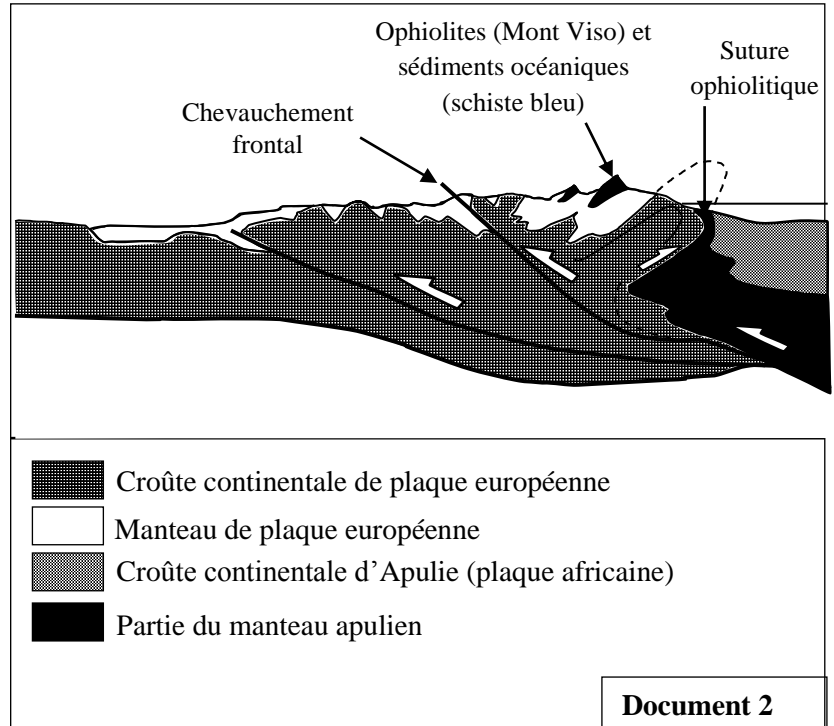 Ophiolites (Mont Viso) et
sédiments océaniques
(schiste bleu)
Suture
ophiolitique
Chevauchement
frontal
Croûte continentale de plaque européenne
Manteau de plaque européenne
Croûte continentale d’Apulie (plaque africaine)
Partie du manteau apulien
Document 2